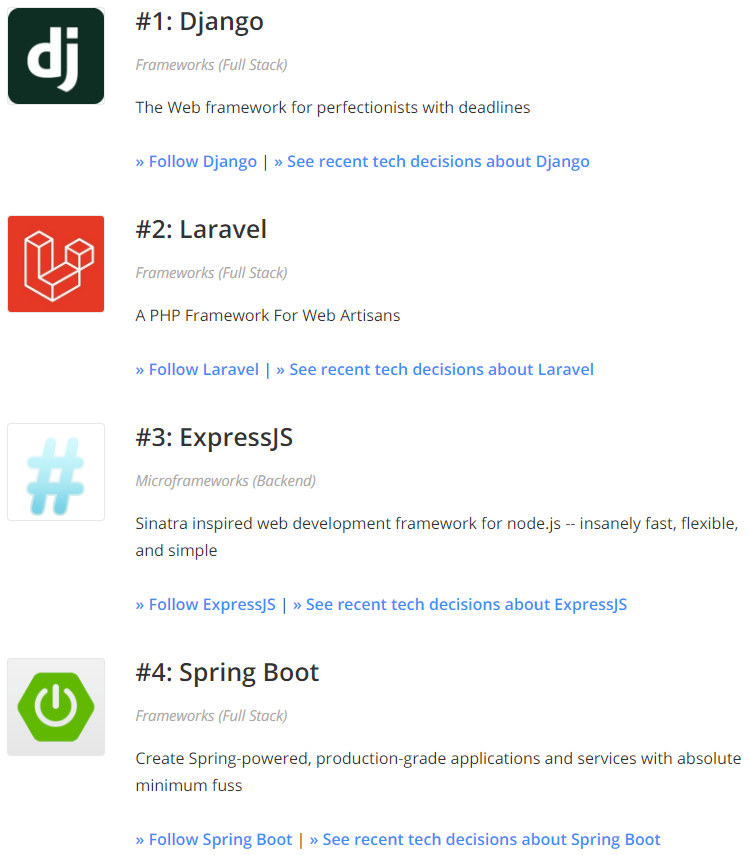 dj
#1: Django
Frameworks (Full Stack)
The Web framework for perfectionists with deadlines
» Follow Django | » See recent tech decisions about Django
#2: Laravel
Frameworks (Full Stack)
A PHP Framework For Web Artisans
» Follow Laravel | » See recent tech decisions about Laravel
#
#3: ExpressJS
Microframeworks (Backend)
Sinatra inspired web development framework for node.js -- insanely fast, flexible,
and simple
» Follow ExpressJS | » See recent tech decisions about ExpressJS
#4: Spring Boot
Frameworks (Full Stack)
Create Spring-powered, production-grade applications and services with absolute
minimum fuss
» Follow Spring Boot | » See recent tech decisions about Spring Boot